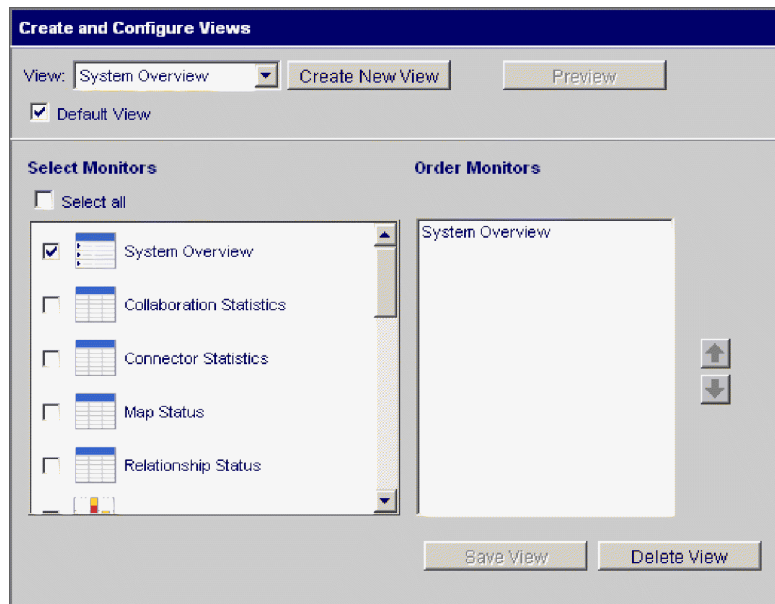 Create and Configure Views
View: System Overview Create New View Preview
Default View
Select Monitors Order Monitors
Select all
System Overview System Overview
Collaboration Statistics
Connector Statistics
Map Status
Relationship Status
Save View Delete View